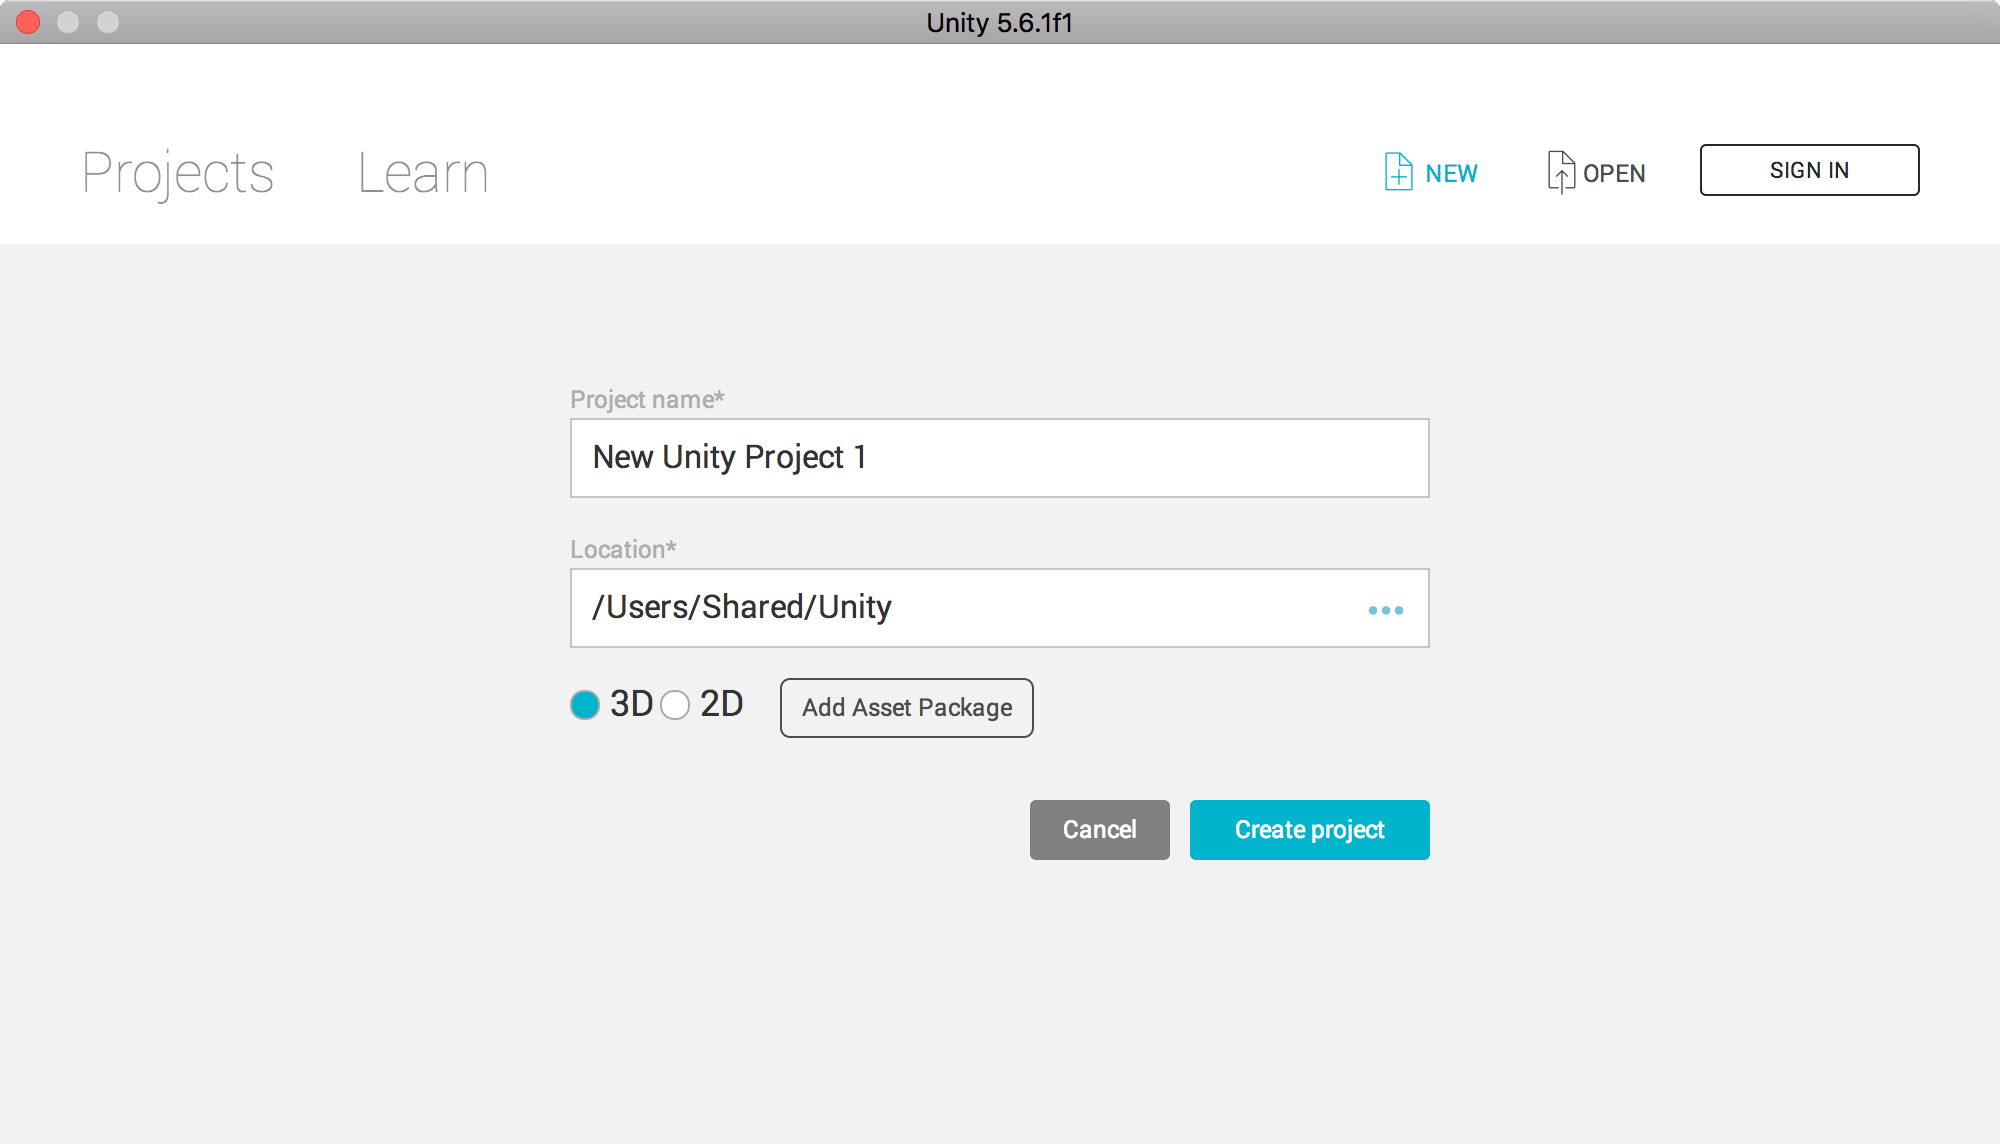 Unity 5.6.1f1
Projects Learn NEW OPEN SIGN IN
Project name*
New Unity Project 1
Location*
/Users/Shared/Unity
3D 2D Add Asset Package
Cancel Create project